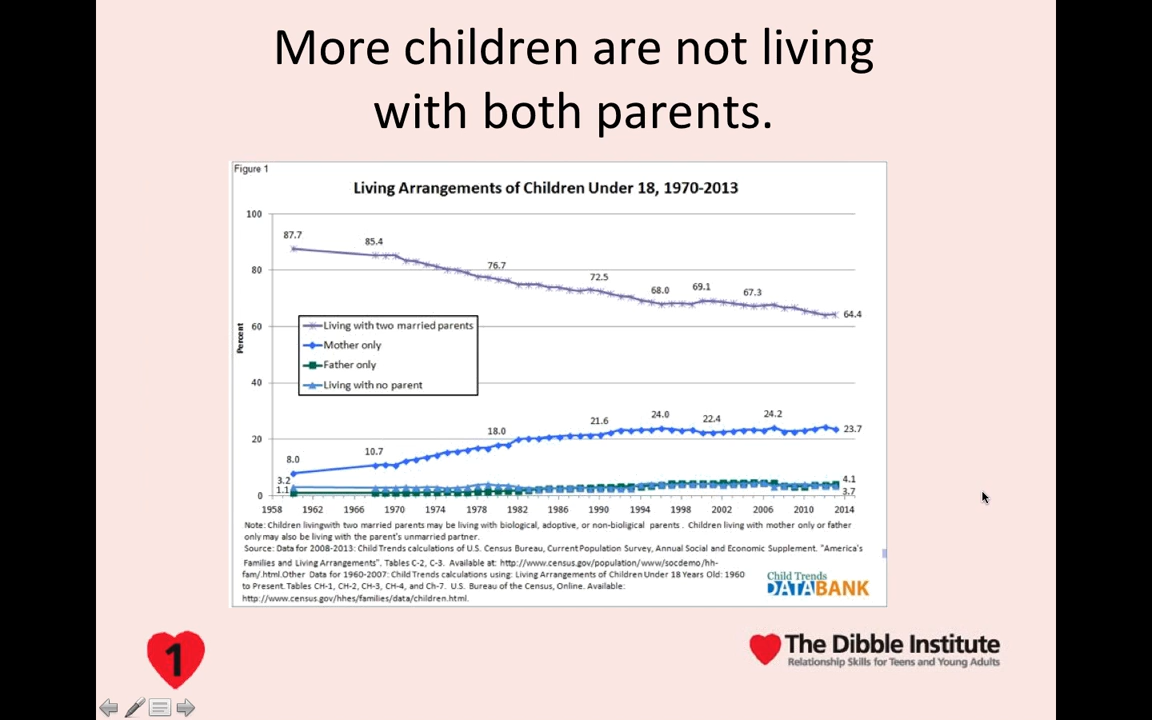 More children are not living
with both parents.
Figure 1
Living Arrangements of Children Under 18, 1970-2013
100
80
60
40
20
0
Percent
87.7
85.4
76.7
72.5
68.0
69.1
67.3
64.4
Living with two married parents
Mother only
Father only
Living with no parent
8.0
10.7
18.0
21.6
24.0
22.4
24.2
23.7
3.2
1.1
4.1
3.7
1958 1962 1966 1970 1974 1978 1982 1986 1990 1994 1998 2002 2006 2010 2014
Note: Children livingwith two married parents may be living with biological, adoptive, or non-bioligical parents . Children living with mother only or father
only may also be living with the parent's unmarried partner.
Source: Data for 2008-2013: Child Trends calculations of U.S. Census Bureau, Current Population Survey, Annual Social and Economic Supplement. "America's
Families and Living Arrangements". Tables C-2, C-3. Available at: http://www.census.gov/population/www/socdemo/hh-
fam/.html.Other Data for 1960-2007: Child Trends calculations using: Living Arrangements of Children Under 18 Years Old: 1960
to Present. Tables CH-1, CH-2, CH-3, CH-4, and Ch-7. U.S. Bureau of the Census, Online. Available:
http://www.census.gov/hhes/families/data/children.html.
Child Trends
DATABANK
1
The Dibble Institute
Relationship Skills for Teens and Young Adults